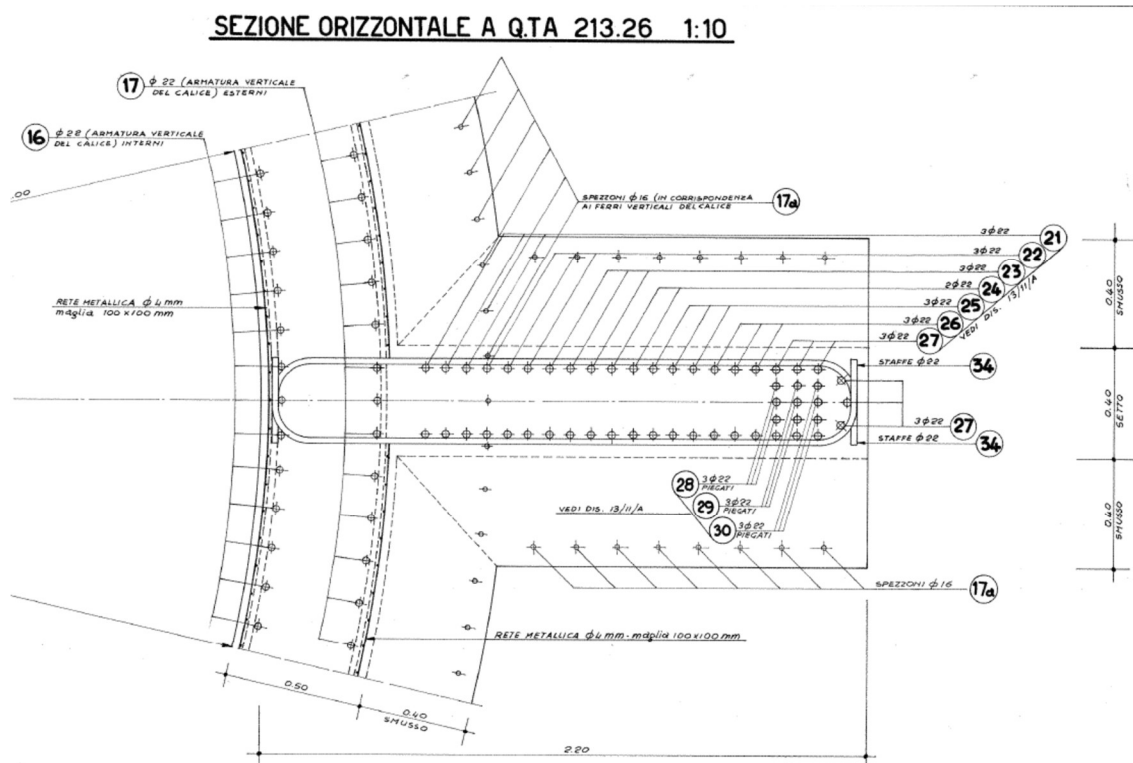 SEZIONE ORIZZONTALE A Q.TA 213.26 1:10
17 ϕ 22 (ARMATURA VERTICALE
DEL CALICE) ESTERNI
16 ϕ 28 (ARMATURA VERTICALE
DEL CALICE) INTERNI
.00
SPEZZONI ϕ 16 (IN CORRISPONDENZA
AI FERRI VERTICALI DEL CALICE
17a
3ϕ22 21
3ϕ22 22
3ϕ22 23
2ϕ22 24
3ϕ22 25
3ϕ22 26
3ϕ22 27
VEDI DIS. 13/11/A
0.40
SMUSSO
RETE METALLICA ϕ 4 mm
maglia 100 x 100 mm
STAFFE ϕ22 34
0.40
SETTO
3ϕ22 27
STAFFE ϕ22 34
28 3ϕ22
PIEGATI
29 3ϕ22
PIEGATI
30 3ϕ22
PIEGATI
VEDI DIS. 13/11/A
0.40
SMUSSO
SPEZZONI ϕ16 17a
RETE METALLICA ϕ4 mm - maglia 100 x 100 mm
0.50
0.40
SMUSSO
2.20